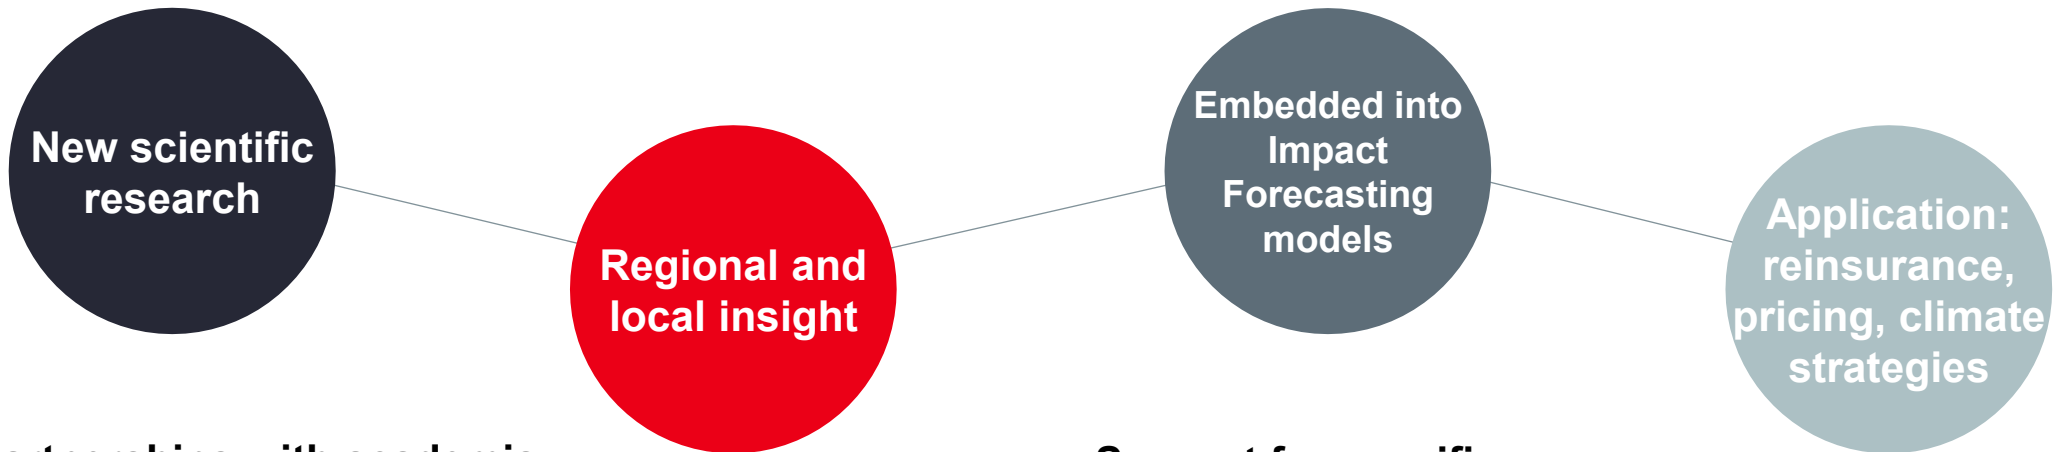 New scientific
research
Regional and
local insight
Embedded into
Impact
Forecasting
models
Application:
reinsurance,
pricing, climate
strategies